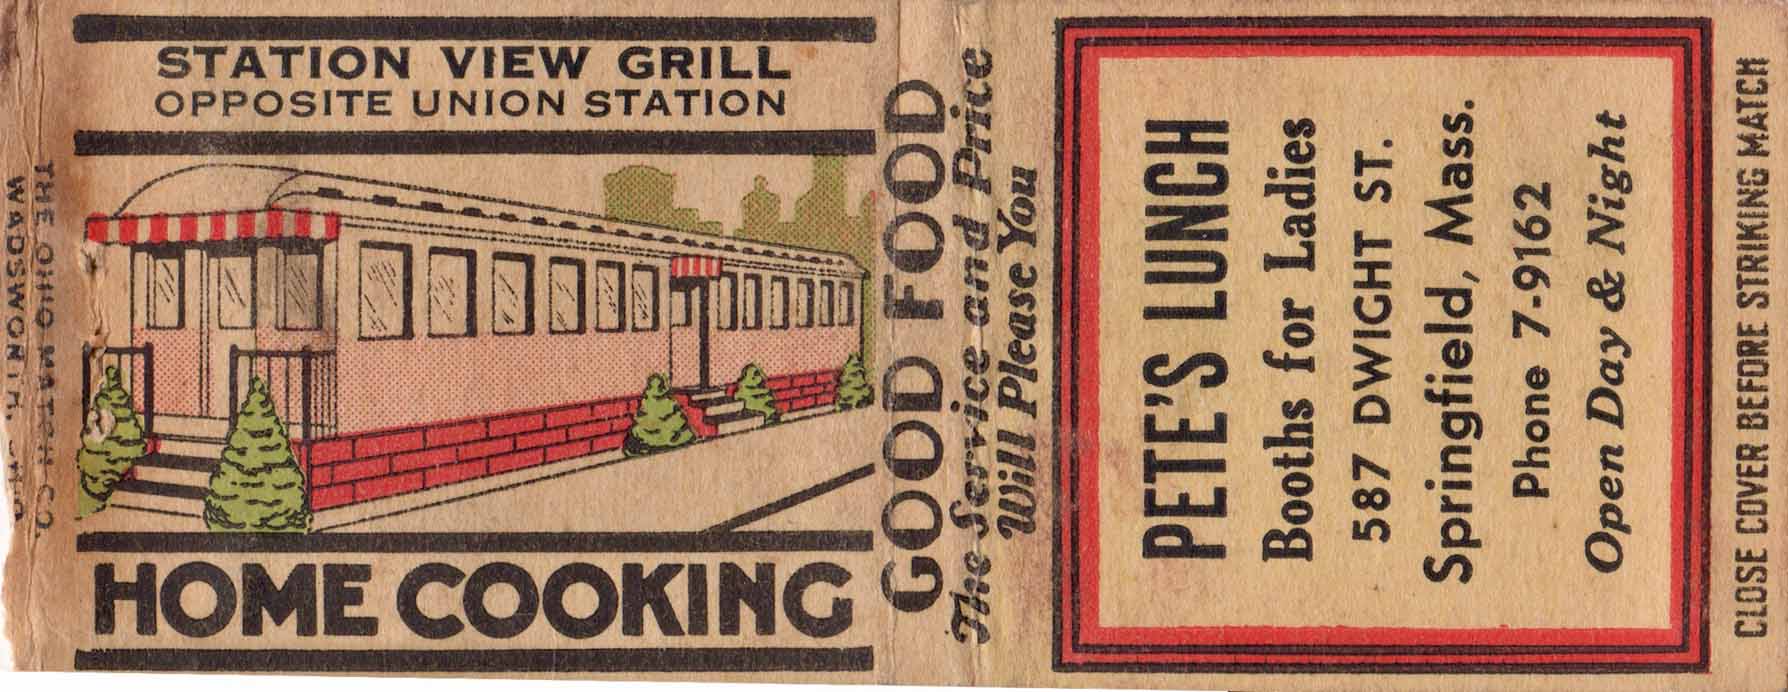 STATION VIEW GRILL
OPPOSITE UNION STATION
HOME COOKING
THE OHIO MATCH CO.
WADSWORTH, OHIO
GOOD FOOD
The Service and Price
Will Please You
PETE'S LUNCH
Booths for Ladies
587 DWIGHT ST.
Springfield, Mass.
Phone 7-9162
Open Day & Night
CLOSE COVER BEFORE STRIKING MATCH